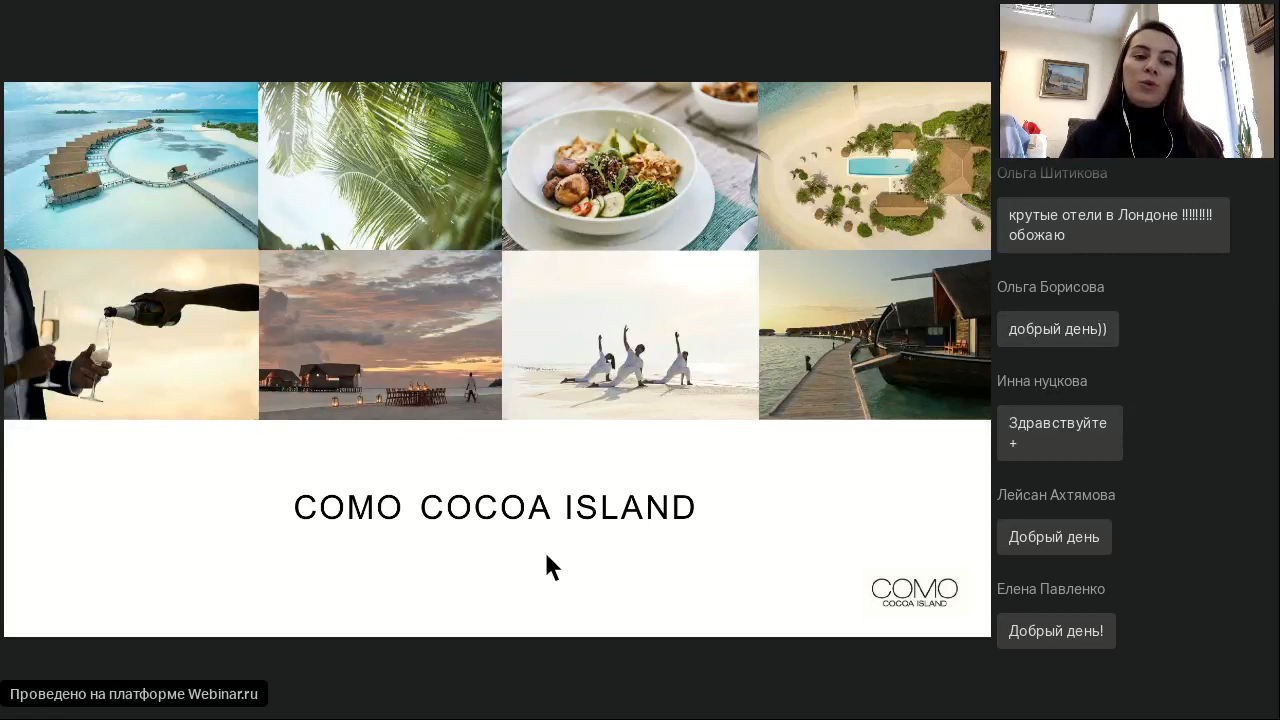 COMO COCOA ISLAND
COMO
COCOA ISLAND
Ольга Шитикова
крутые отели в Лондоне !!!!!!!!!
обожаю
Ольга Борисова
добрый день))
Инна нуцкова
Здравствуйте
+
Лейсан Ахтямова
Добрый день
Елена Павленко
Добрый день!
Проведено на платформе Webinar.ru